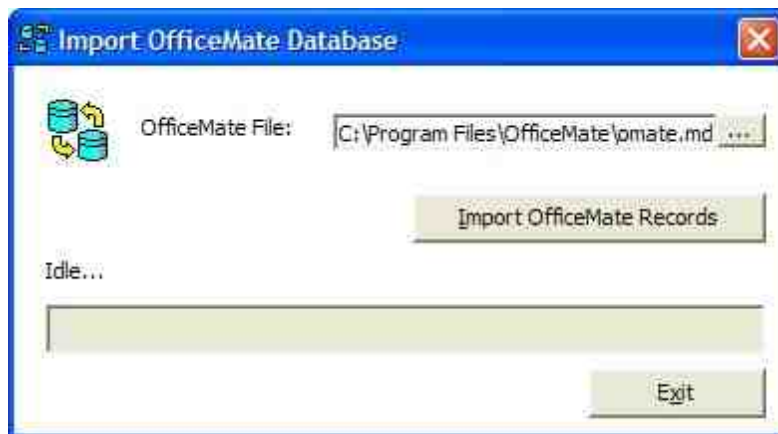 Import OfficeMate Database
OfficeMate File:
C:\Program Files\OfficeMate\omate.md
...
Import OfficeMate Records
Idle...
Exit